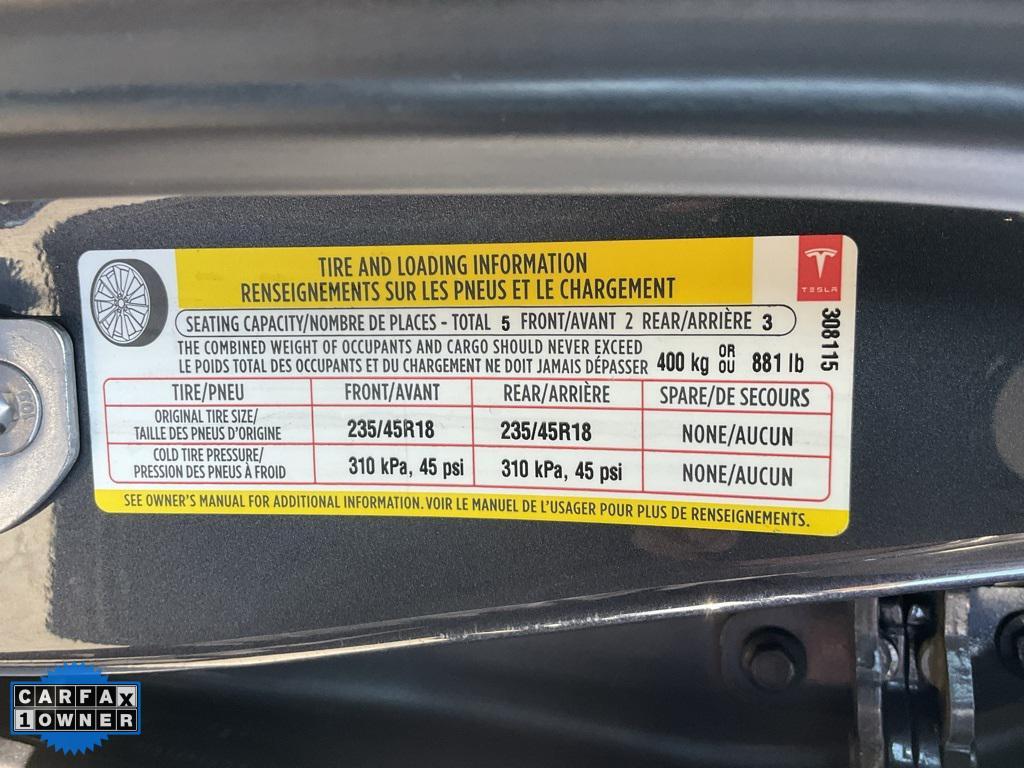 TIRE AND LOADING INFORMATION
RENSEIGNEMENTS SUR LES PNEUS ET LE CHARGEMENT
TESLA
308115
SEATING CAPACITY/NOMBRE DE PLACES - TOTAL 5 FRONT/AVANT 2 REAR/ARRIÈRE 3
THE COMBINED WEIGHT OF OCCUPANTS AND CARGO SHOULD NEVER EXCEED
LE POIDS TOTAL DES OCCUPANTS ET DU CHARGEMENT NE DOIT JAMAIS DÉPASSER
400 kg OR OU 881 lb
TIRE/PNEU FRONT/AVANT REAR/ARRIÈRE SPARE/DE SECOURS
ORIGINAL TIRE SIZE/
TAILLE DES PNEUS D'ORIGINE
235/45R18 235/45R18 NONE/AUCUN
COLD TIRE PRESSURE/
PRESSION DES PNEUS À FROID
310 kPa, 45 psi 310 kPa, 45 psi NONE/AUCUN
SEE OWNER'S MANUAL FOR ADDITIONAL INFORMATION. VOIR LE MANUEL DE L'USAGER POUR PLUS DE RENSEIGNEMENTS.
CARFAX
1 OWNER